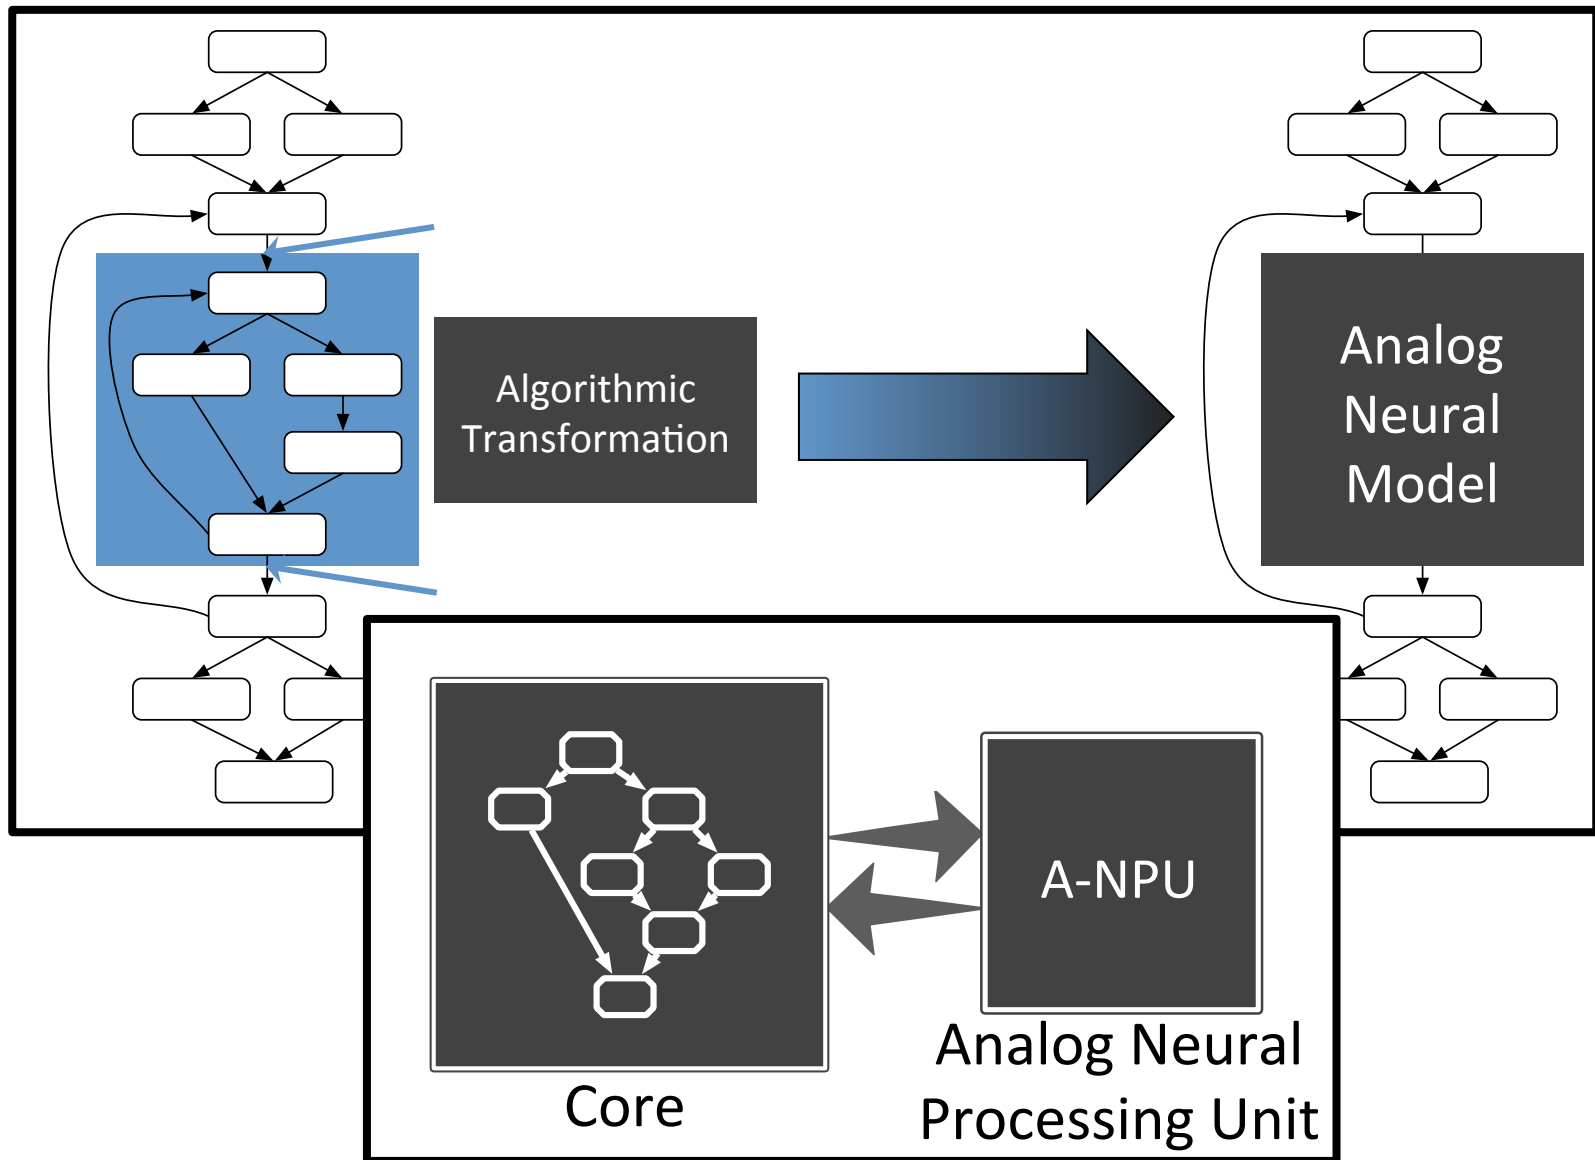 Algorithmic
Transformation
Analog
Neural
Model
A-NPU
Core
Analog Neural
Processing Unit